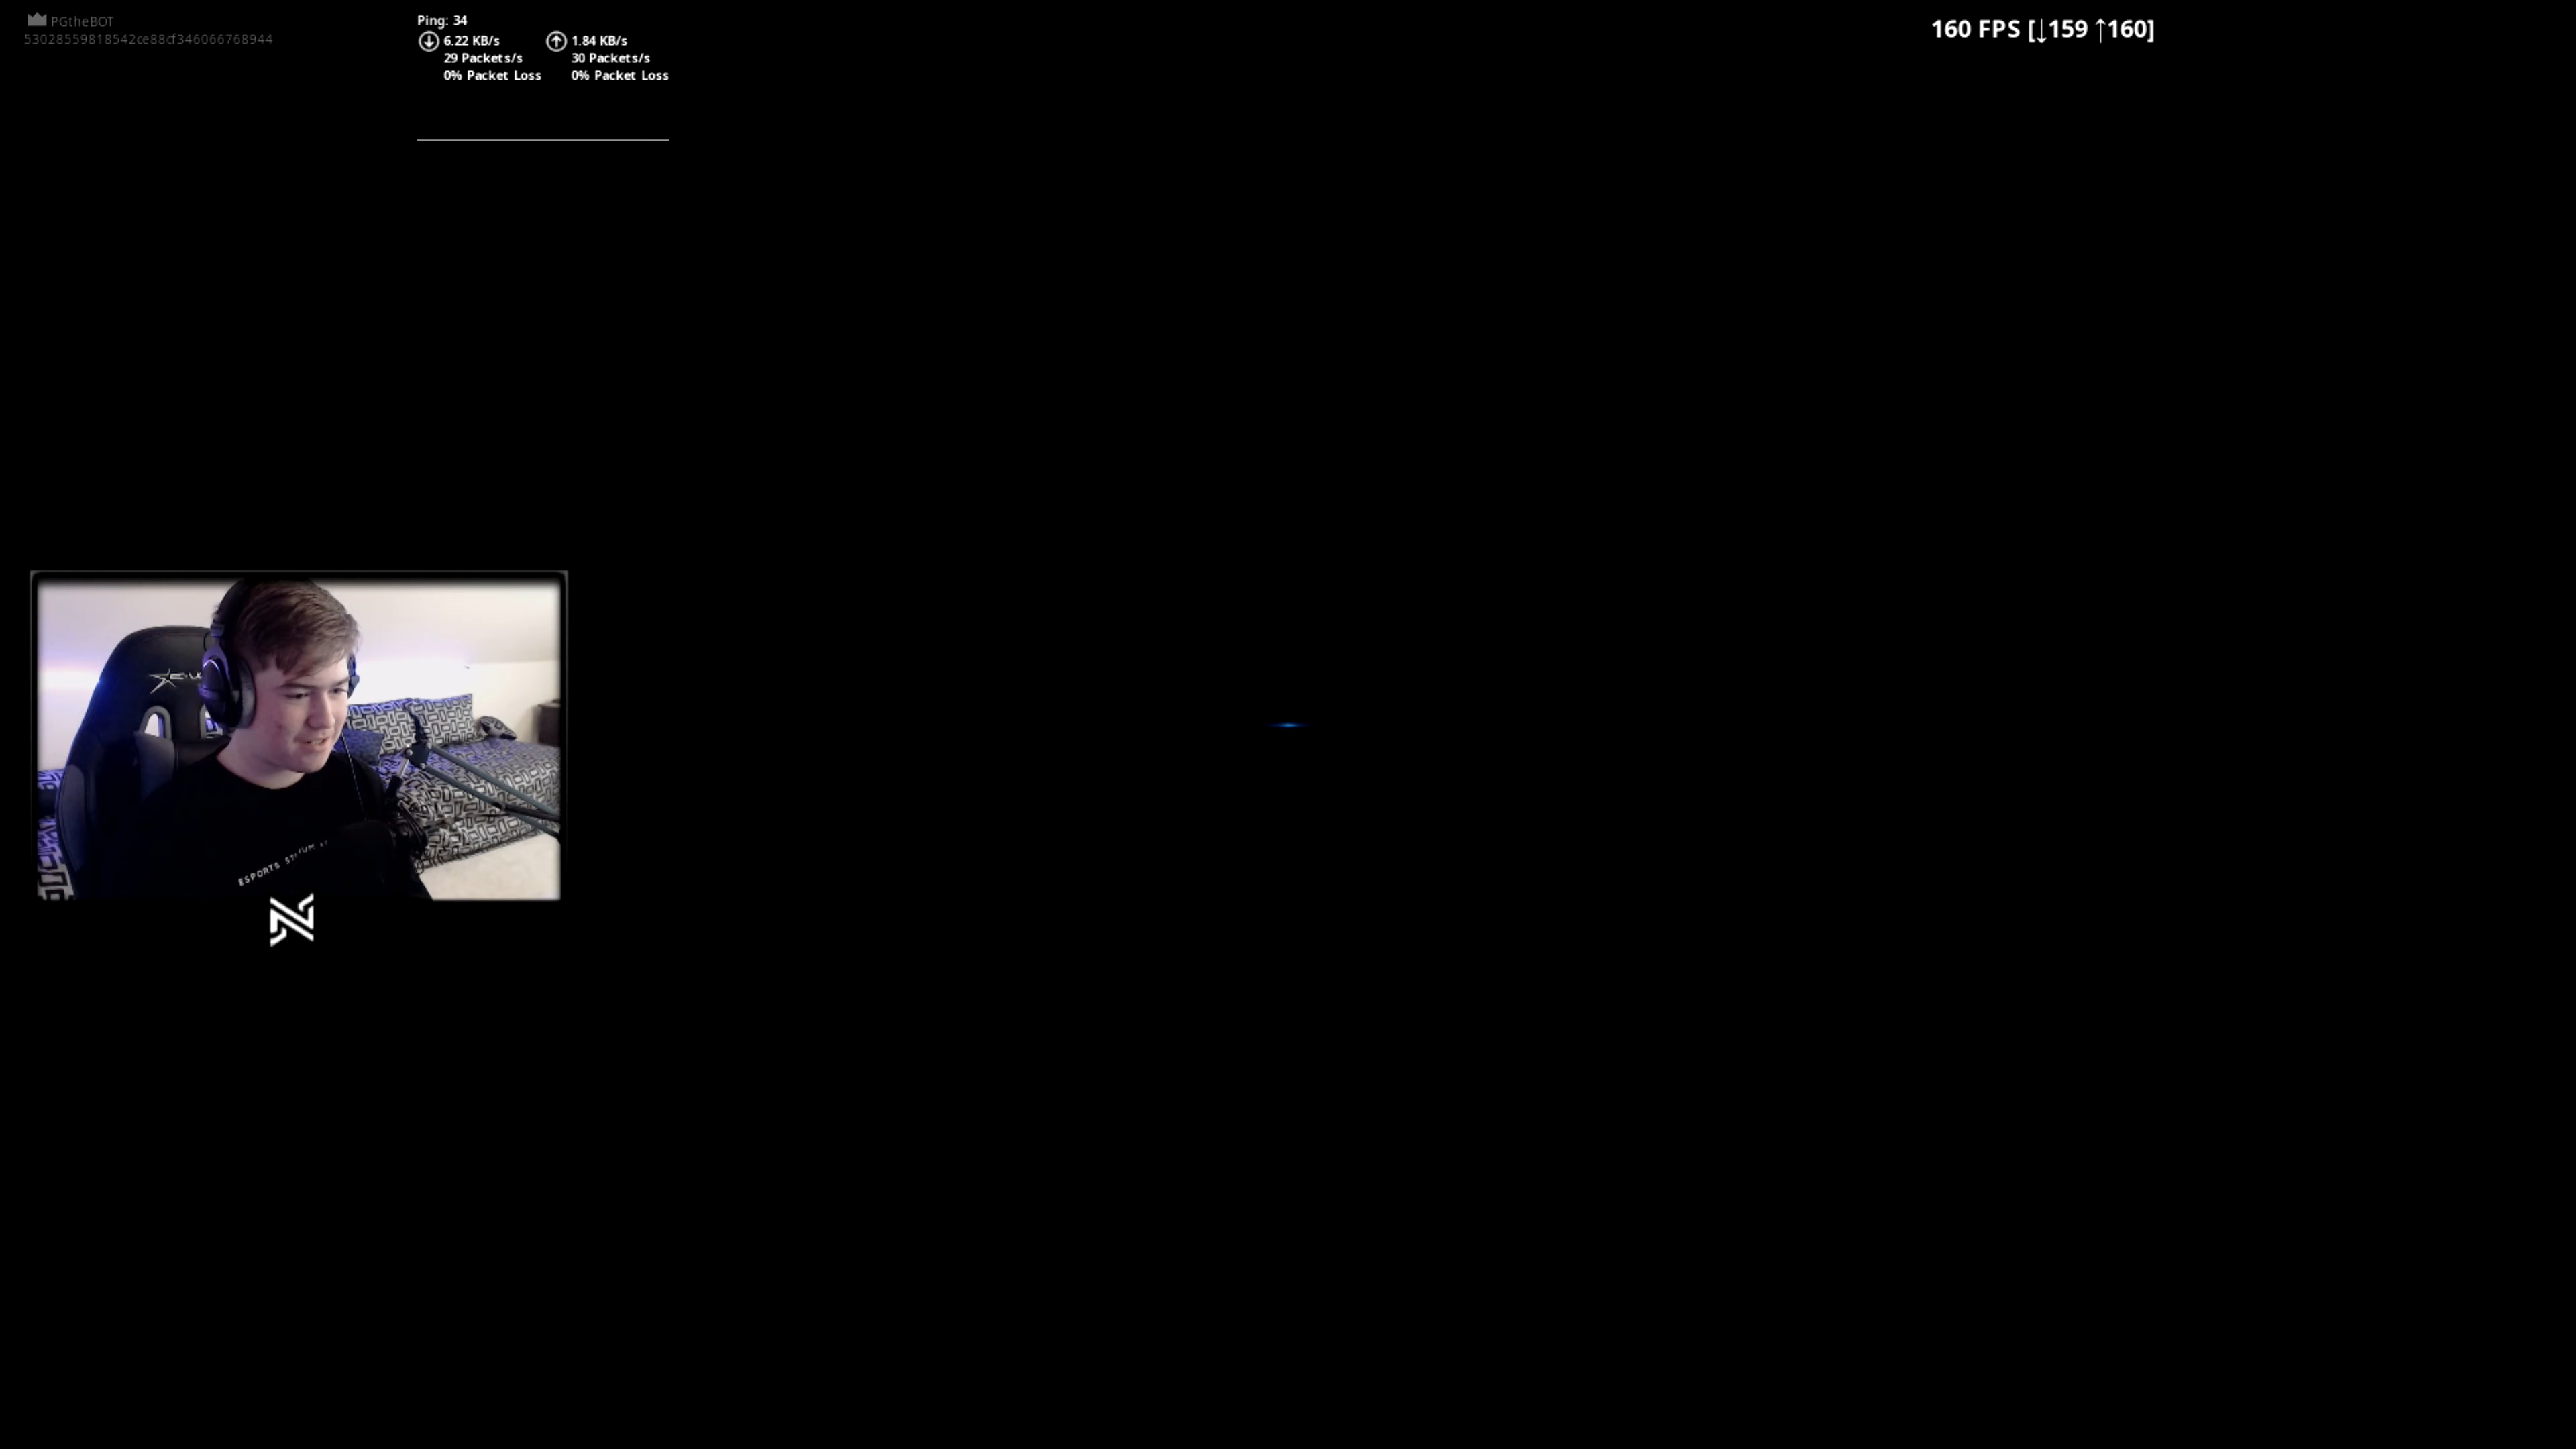 PGtheBOT
53028559818542ce88cf346066768944
Ping: 34
6.22 KB/s
29 Packets/s
0% Packet Loss
1.84 KB/s
30 Packets/s
0% Packet Loss
160 FPS [↓159 ↑160]
ESPORTS